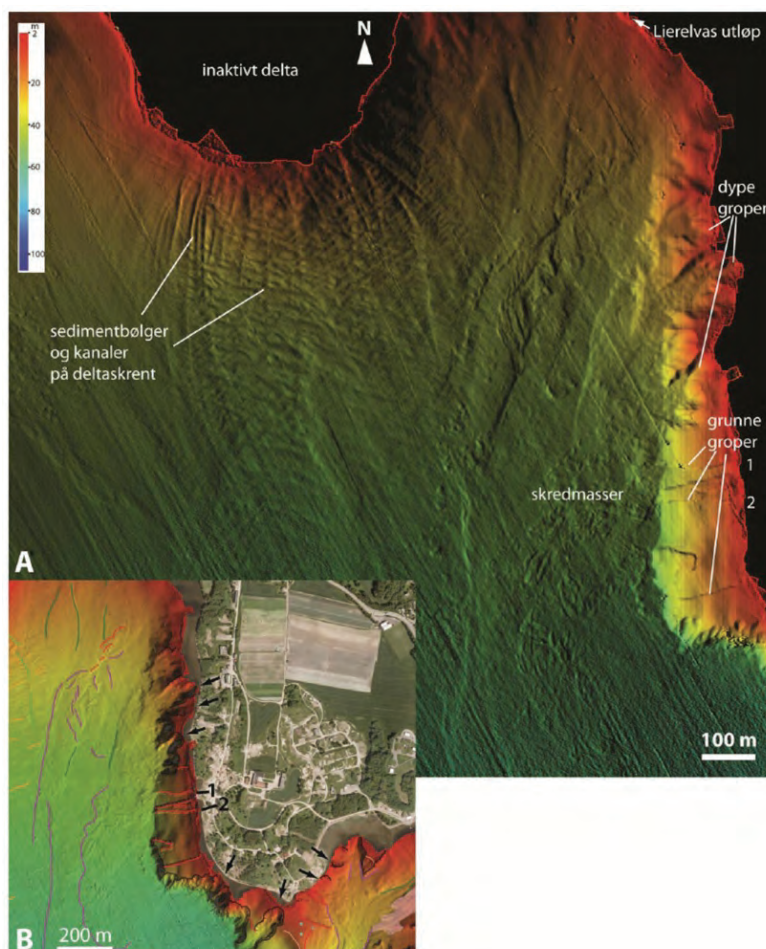 m
2
20
40
60
80
100
N
inaktivt delta
Lierelvas utløp
dype
groper
sedimentbølger
og kanaler
på deltaskrent
grunne
groper
1
2
skredmasser
A
100 m
1
2
B
200 m